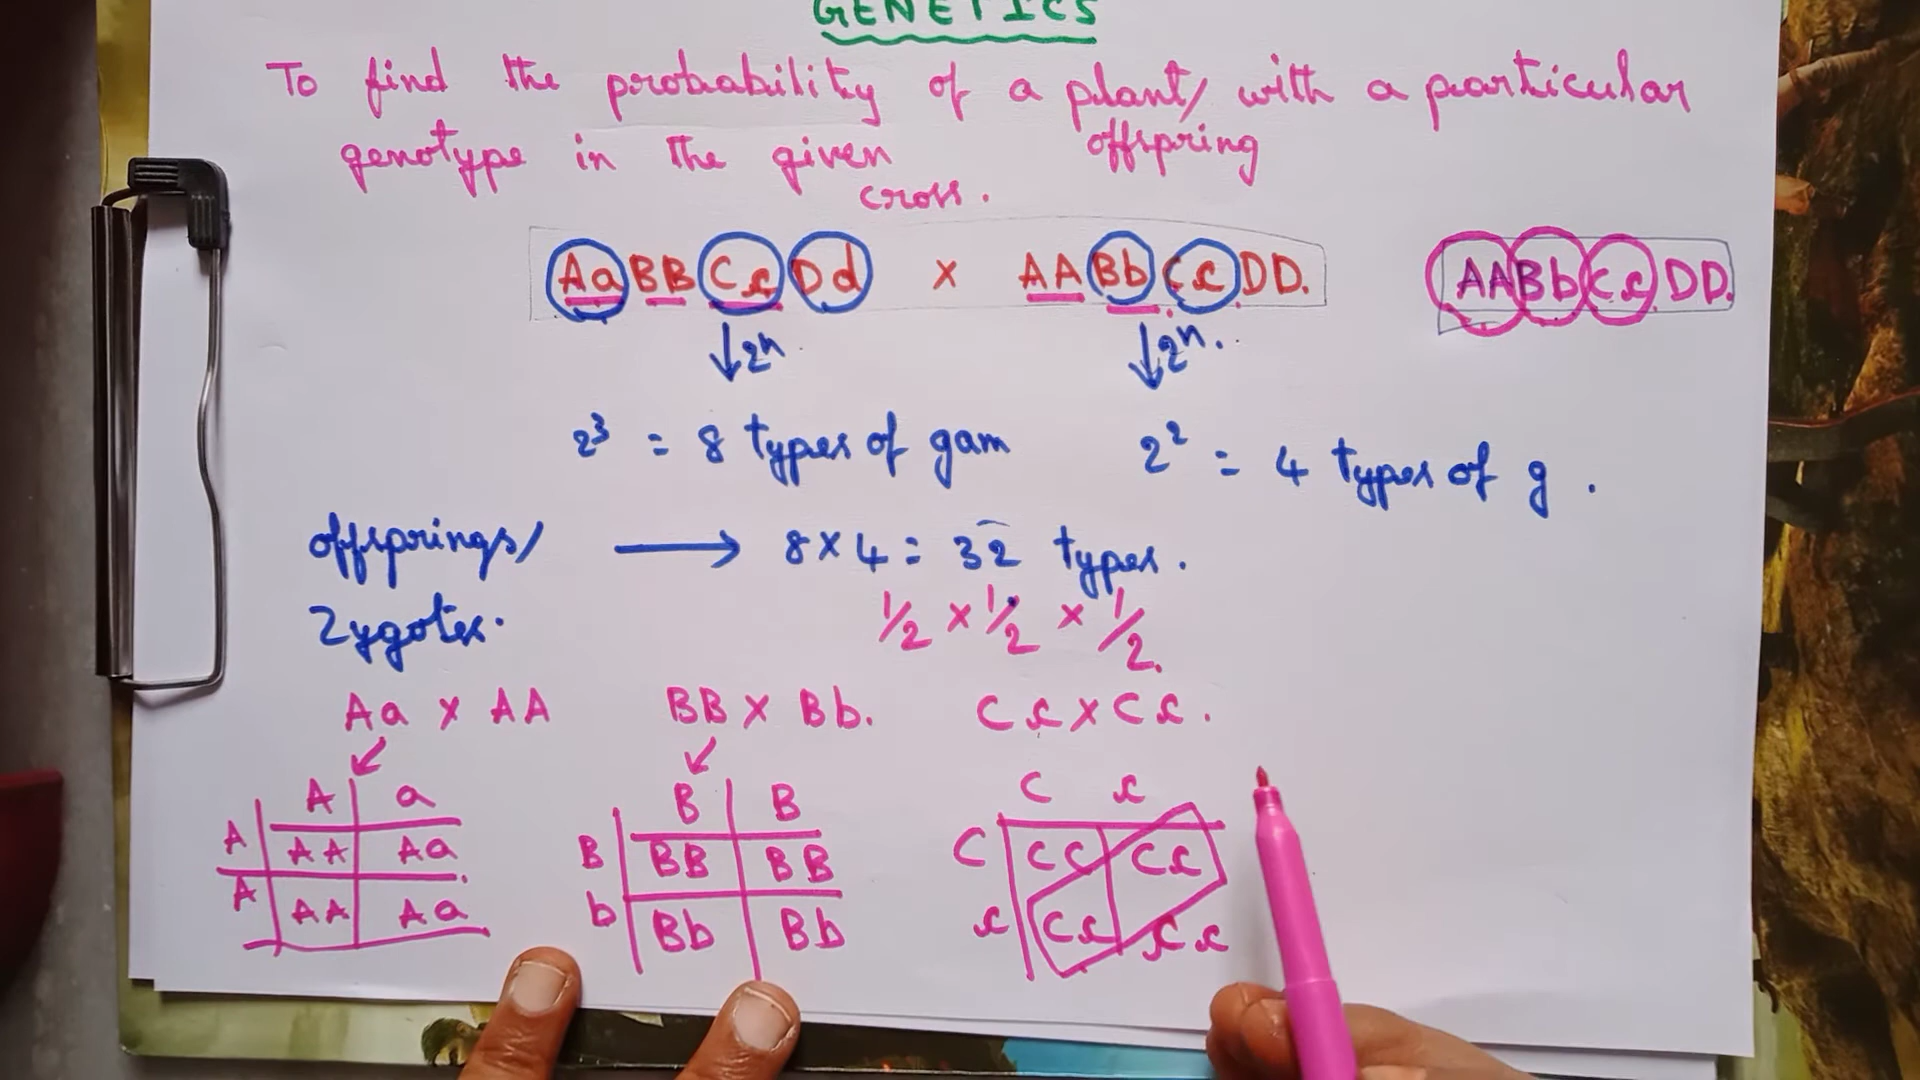 GENETICS
To find the probability of a plant/ with a particular
genotype in the given offspring
cross.
AaBBCcDd × AABbCcDD. AABbCcDD.
↓2ⁿ ↓2ⁿ.
2³ = 8 types of gam 2² = 4 types of g.
offsprings/ → 8×4 = 32 types.
Zygotes. 1/2 × 1/2 × 1/2.
Aa × AA BB × Bb. Cc × Cc.
A a B B C c
A AA Aa B BB BB C CC Cc
A AA Aa b Bb Bb c Cc cc